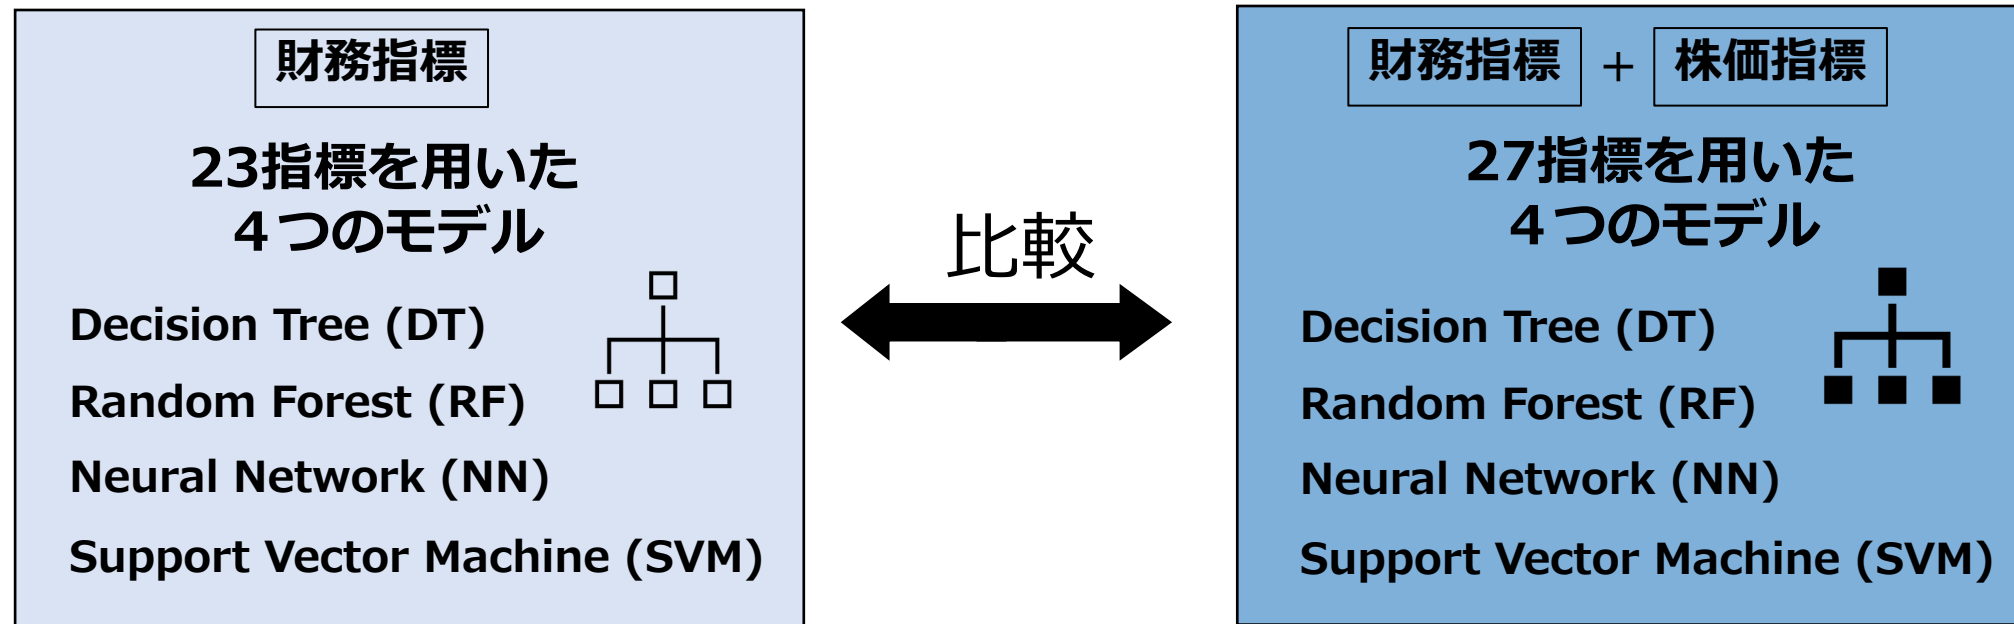 財務指標
23指標を用いた
４つのモデル
Decision Tree (DT)
Random Forest (RF)
Neural Network (NN)
Support Vector Machine (SVM)
比較
財務指標 + 株価指標
27指標を用いた
４つのモデル
Decision Tree (DT)
Random Forest (RF)
Neural Network (NN)
Support Vector Machine (SVM)